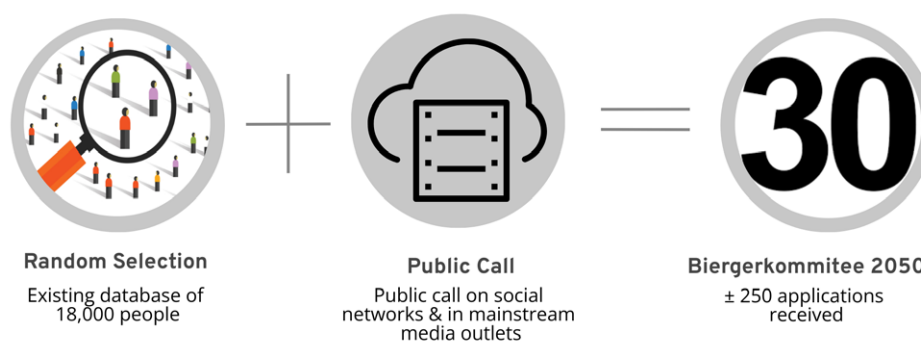 30
Random Selection
Existing database of
18,000 people
Public Call
Public call on social
networks & in mainstream
media outlets
Biergerkommitee 2050
± 250 applications
received